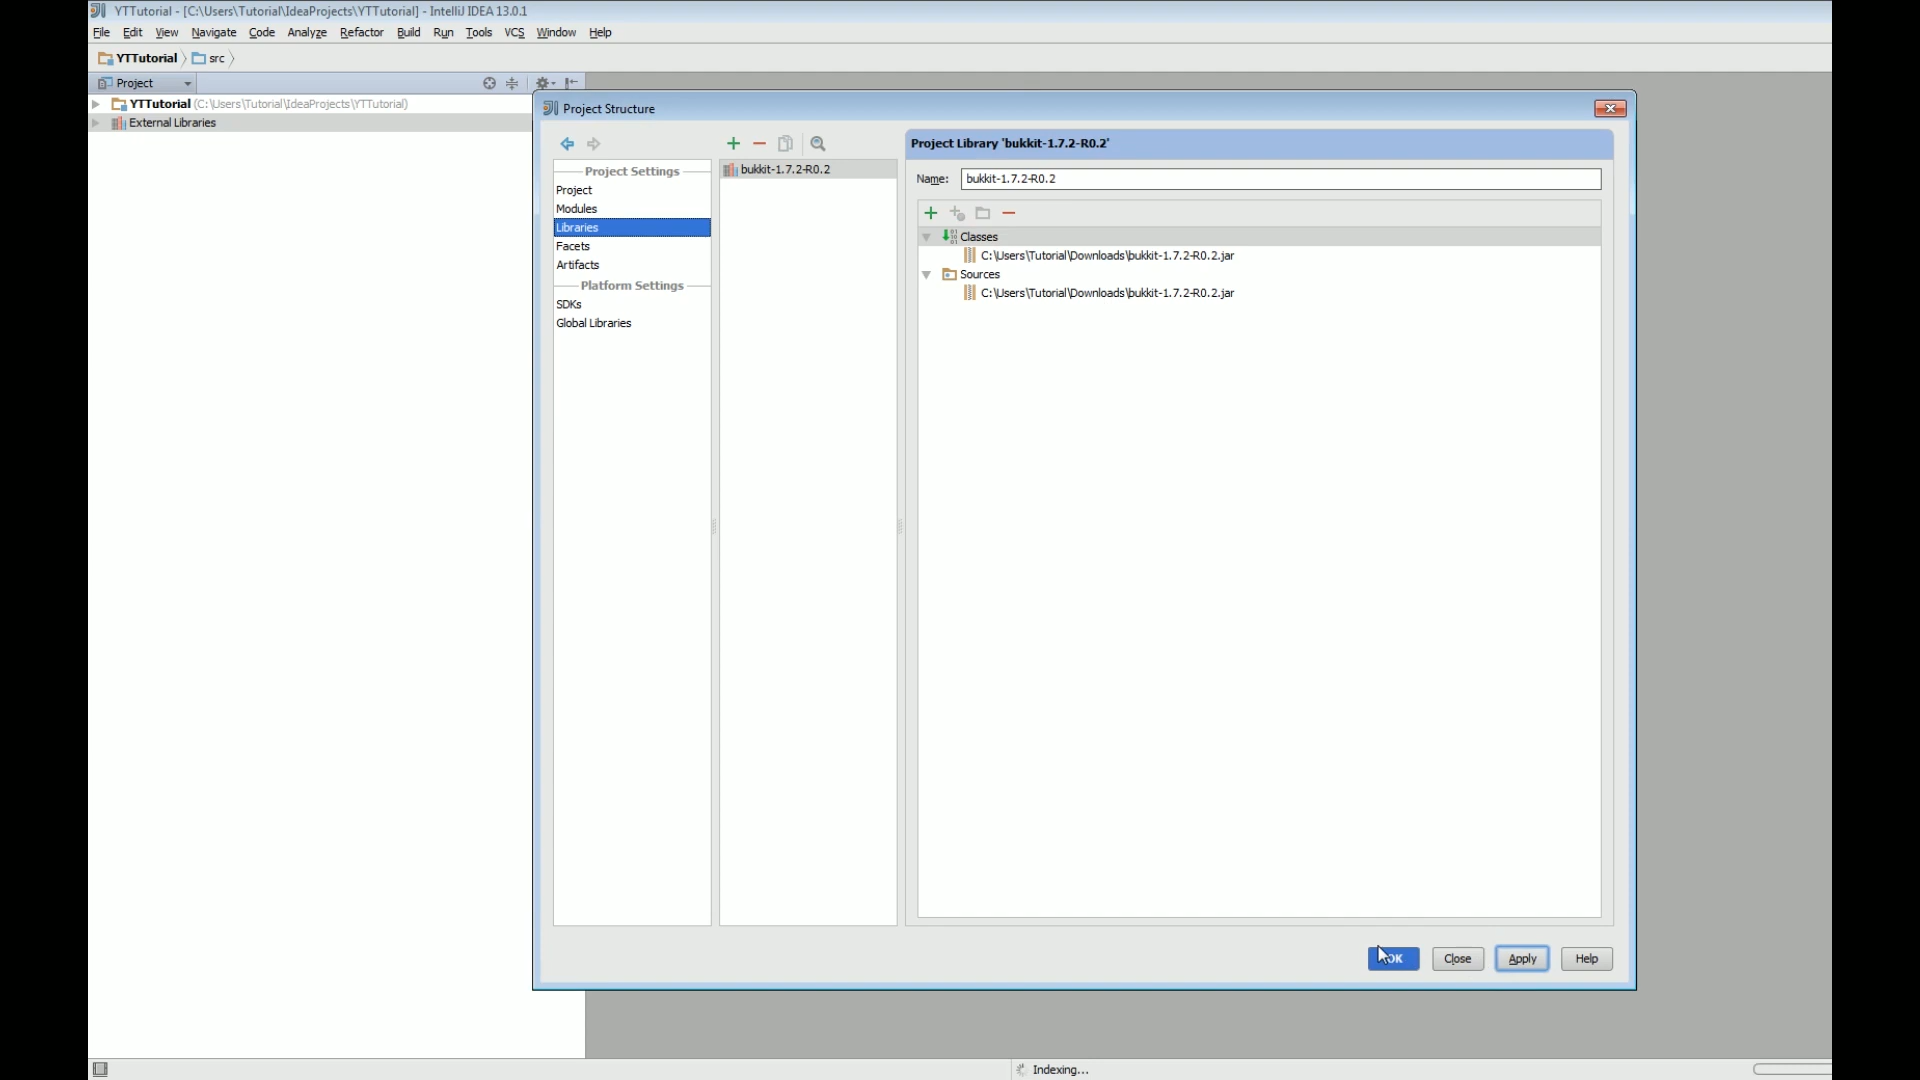 YTTutorial - [C:\Users\Tutorial\IdeaProjects\YTTutorial] - IntelliJ IDEA 13.0.1
File Edit View Navigate Code Analyze Refactor Build Run Tools VCS Window Help
YTTutorial src
Project
YTTutorial (C:\Users\Tutorial\IdeaProjects\YTTutorial)
External Libraries
Project Structure
Project Settings
Project
Modules
Libraries
Facets
Artifacts
Platform Settings
SDKs
Global Libraries
bukkit-1.7.2-R0.2
Project Library 'bukkit-1.7.2-R0.2'
Name: bukkit-1.7.2-R0.2
Classes
C:\Users\Tutorial\Downloads\bukkit-1.7.2-R0.2.jar
Sources
C:\Users\Tutorial\Downloads\bukkit-1.7.2-R0.2.jar
OK Close Apply Help
Indexing...